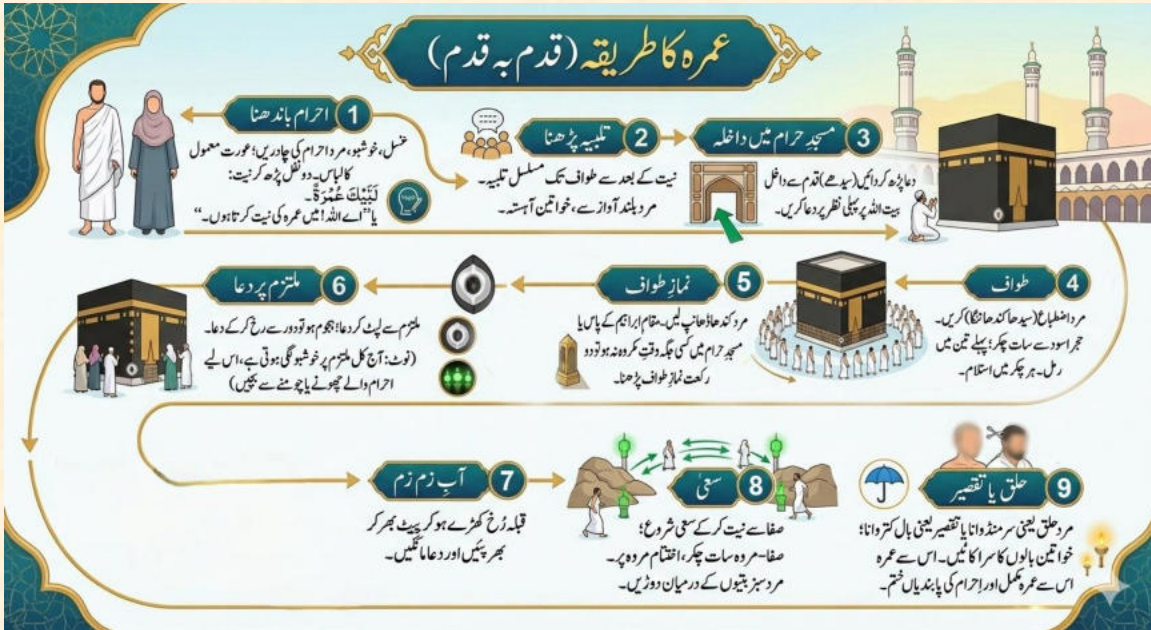 عمرہ کا طریقہ (قدم بہ قدم)
1 احرام باندھنا
غسل، خوشبو، مرد احرام کی چادریں؛ عورت معمول
کا لباس۔ دو نفل پڑھ کر نیت:
لَبَّيْكَ عُمْرَةً۔
یا "اے اللہ! میں عمرہ کی نیت کرتا ہوں۔"
2 تلبیہ پڑھنا
نیت کے بعد سے طواف تک مسلسل تلبیہ۔
مرد بلند آواز سے، خواتین آہستہ۔
3 مسجدِ حرام میں داخلہ
دعا پڑھ کر دائیں (سیدھے) قدم سے داخل
بیت اللہ پر پہلی نظر پر دعا کریں۔
4 طواف
مرد اضطباع (سیدھا کندھا ننگا) کریں۔
حجر اسود سے سات چکر؛ پہلے تین میں
رمل۔ ہر چکر میں استلام۔
5 نمازِ طواف
مرد کندھا ڈھانپ لیں۔ مقام ابراہیم کے پاس یا
مسجدِ حرام میں کسی جگہ وقتِ مکروہ نہ ہو تو دو
رکعت نمازِ طواف پڑھنا۔
6 ملتزم پر دعا
ملتزم سے لپٹ کر دعا؛ ہجوم ہو تو دور سے رخ کر کے دعا۔
(نوٹ: آج کل ملتزم پر خوشبو لگی ہوتی ہے، اس لیے
احرام والے چھونے یا چومنے سے بچیں)
7 آبِ زم زم
قبلہ رُخ کھڑے ہو کر پیٹ بھر کر
بھر پئیں اور دعا مانگیں۔
8 سعیٔ
صفا سے نیت کر کے سعی شروع؛
صفا۔مروہ سات چکر، اختتام مروہ پر۔
مرد سبز بتیوں کے درمیان دوڑیں۔
9 حلق یا تقصیر
مرد حلق یعنی سر منڈوانا یا تقصیر یعنی بال کتروانا؛
خواتین بالوں کا سرا کاٹیں۔ اس سے عمرہ
اس سے عمرہ مکمل اور اِحرام کی پابندیاں ختم۔